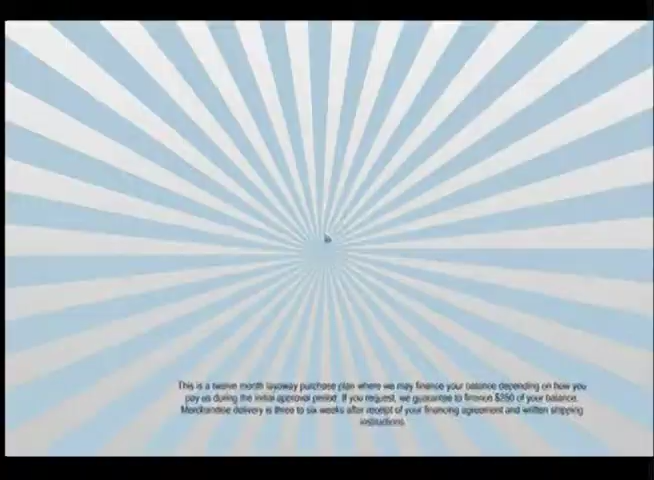 This is a twelve month layaway purchase plan where we may finance your balance depending on how you
pay us during the initial approval period. If you request, we guarantee to finance $350 of your balance.
Merchandise delivery is three to six weeks after receipt of your financing agreement and written shipping
instructions.